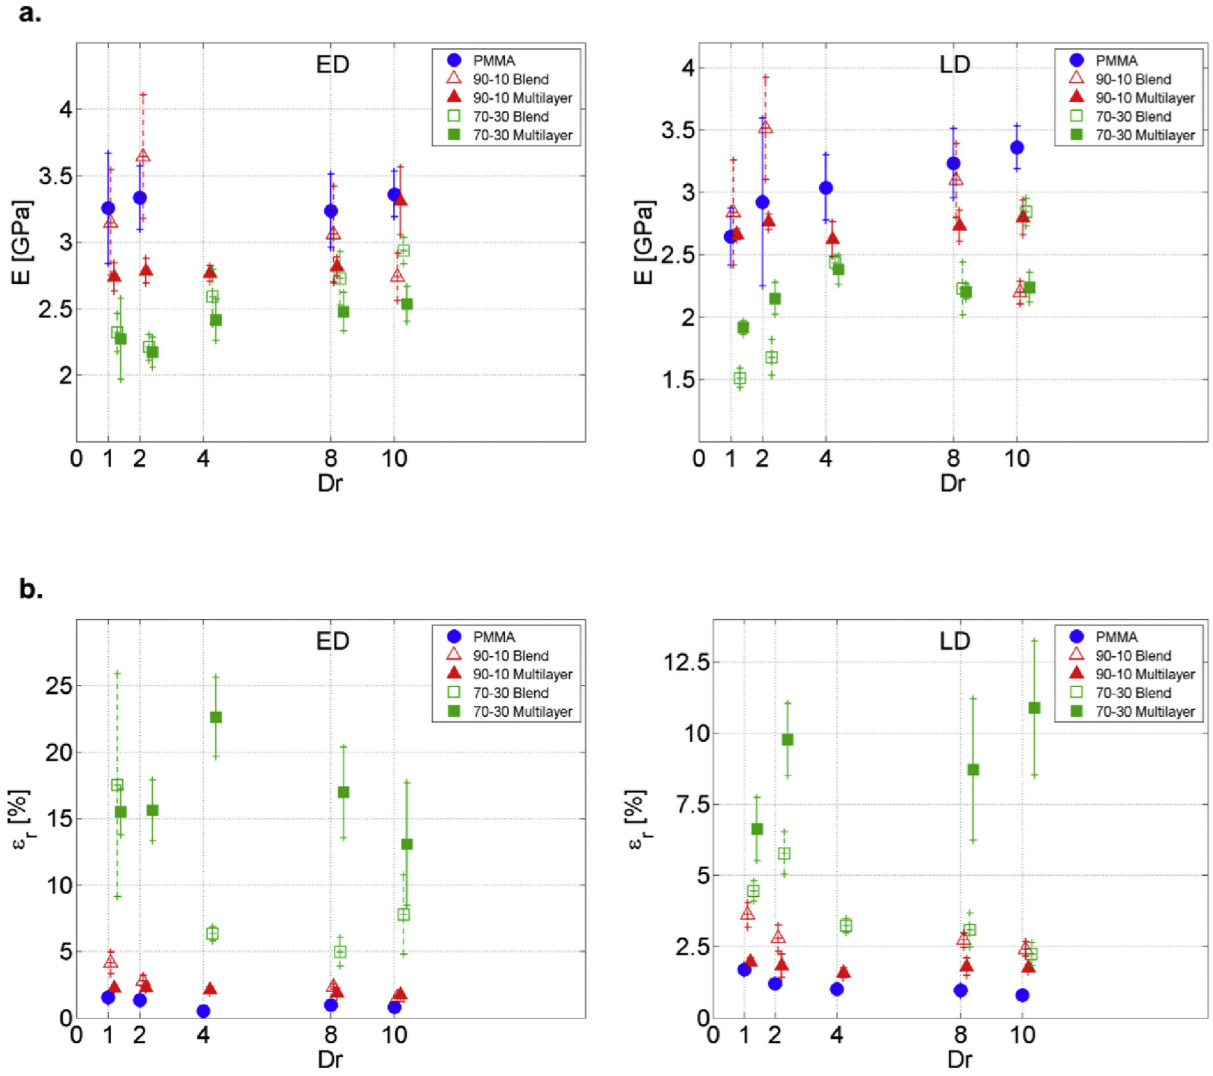 a.
ED
PMMA
90-10 Blend
90-10 Multilayer
70-30 Blend
70-30 Multilayer
E [GPa]
4
3.5
3
2.5
2
0 1 2 4 8 10
Dr
LD
PMMA
90-10 Blend
90-10 Multilayer
70-30 Blend
70-30 Multilayer
E [GPa]
4
3.5
3
2.5
2
1.5
0 1 2 4 8 10
Dr
b.
ED
PMMA
90-10 Blend
90-10 Multilayer
70-30 Blend
70-30 Multilayer
εr [%]
25
20
15
10
5
0
0 1 2 4 8 10
Dr
LD
PMMA
90-10 Blend
90-10 Multilayer
70-30 Blend
70-30 Multilayer
εr [%]
12.5
10
7.5
5
2.5
0
0 1 2 4 8 10
Dr